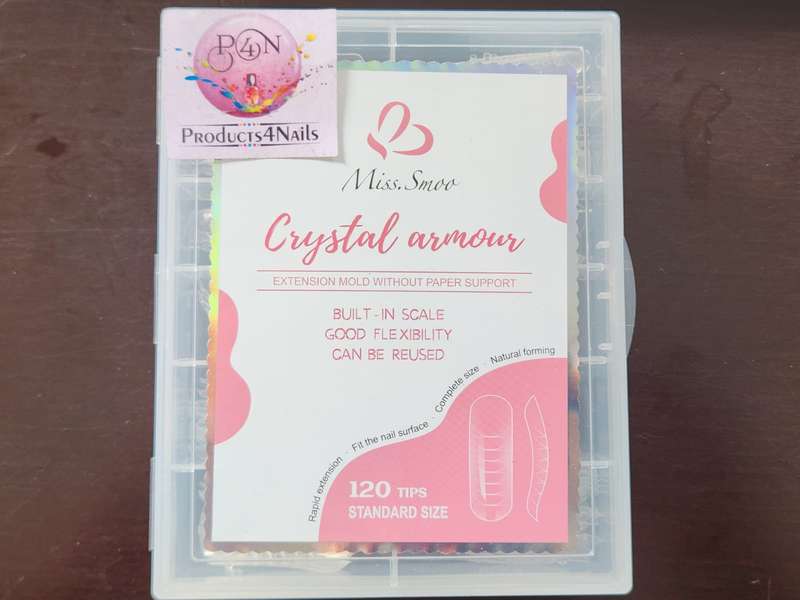 P4N
PRODUCTS4NAILS
Miss.Smoo
Crystal armour
EXTENSION MOLD WITHOUT PAPER SUPPORT
BUILT-IN SCALE
GOOD FLEXIBILITY
CAN BE REUSED
Rapid extension · Fit the nail surface · Complete size · Natural forming
120 TIPS
STANDARD SIZE